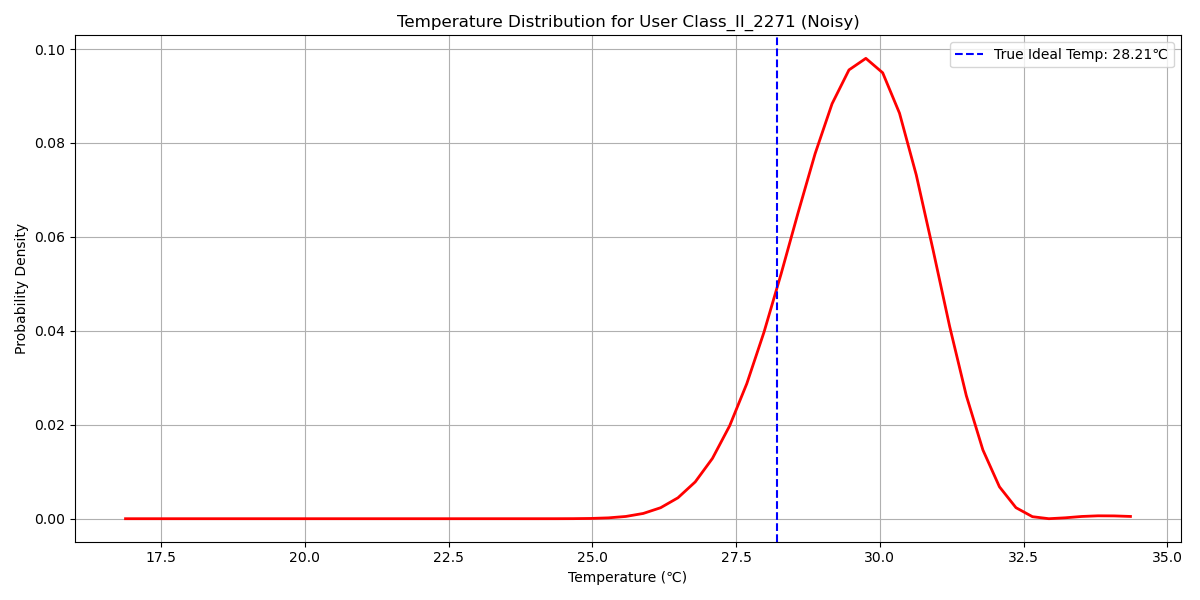 Temperature Distribution for User Class_II_2271 (Noisy)
True Ideal Temp: 28.21℃
0.10
0.08
0.06
0.04
0.02
0.00
Probability Density
17.5 20.0 22.5 25.0 27.5 30.0 32.5 35.0
Temperature (℃)